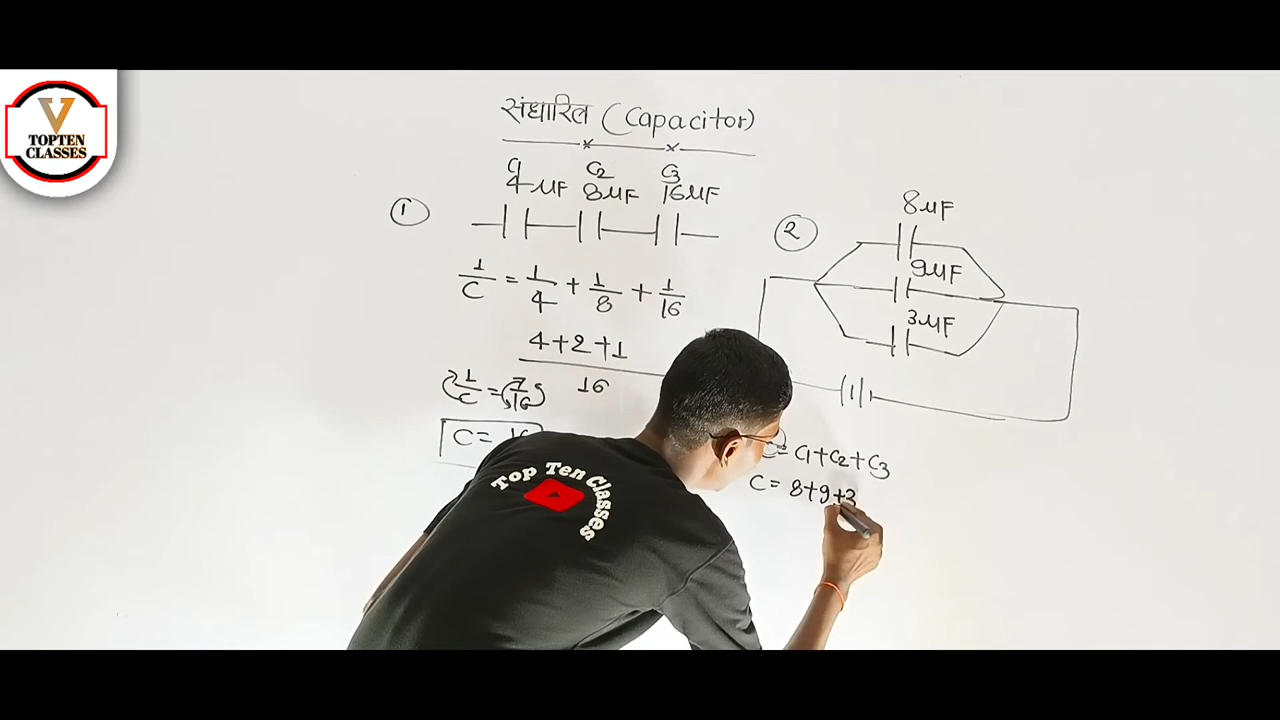 TOPTEN
CLASSES
संधारित्र (Capacitor)
C1 C2 C3
4μF 8μF 16μF
①
1/C = 1/4 + 1/8 + 1/16
4+2+1
16
1/C = 7/16
C =
②
8μF
9μF
3μF
= C1+C2+C3
C = 8+9+3
Top Ten Classes